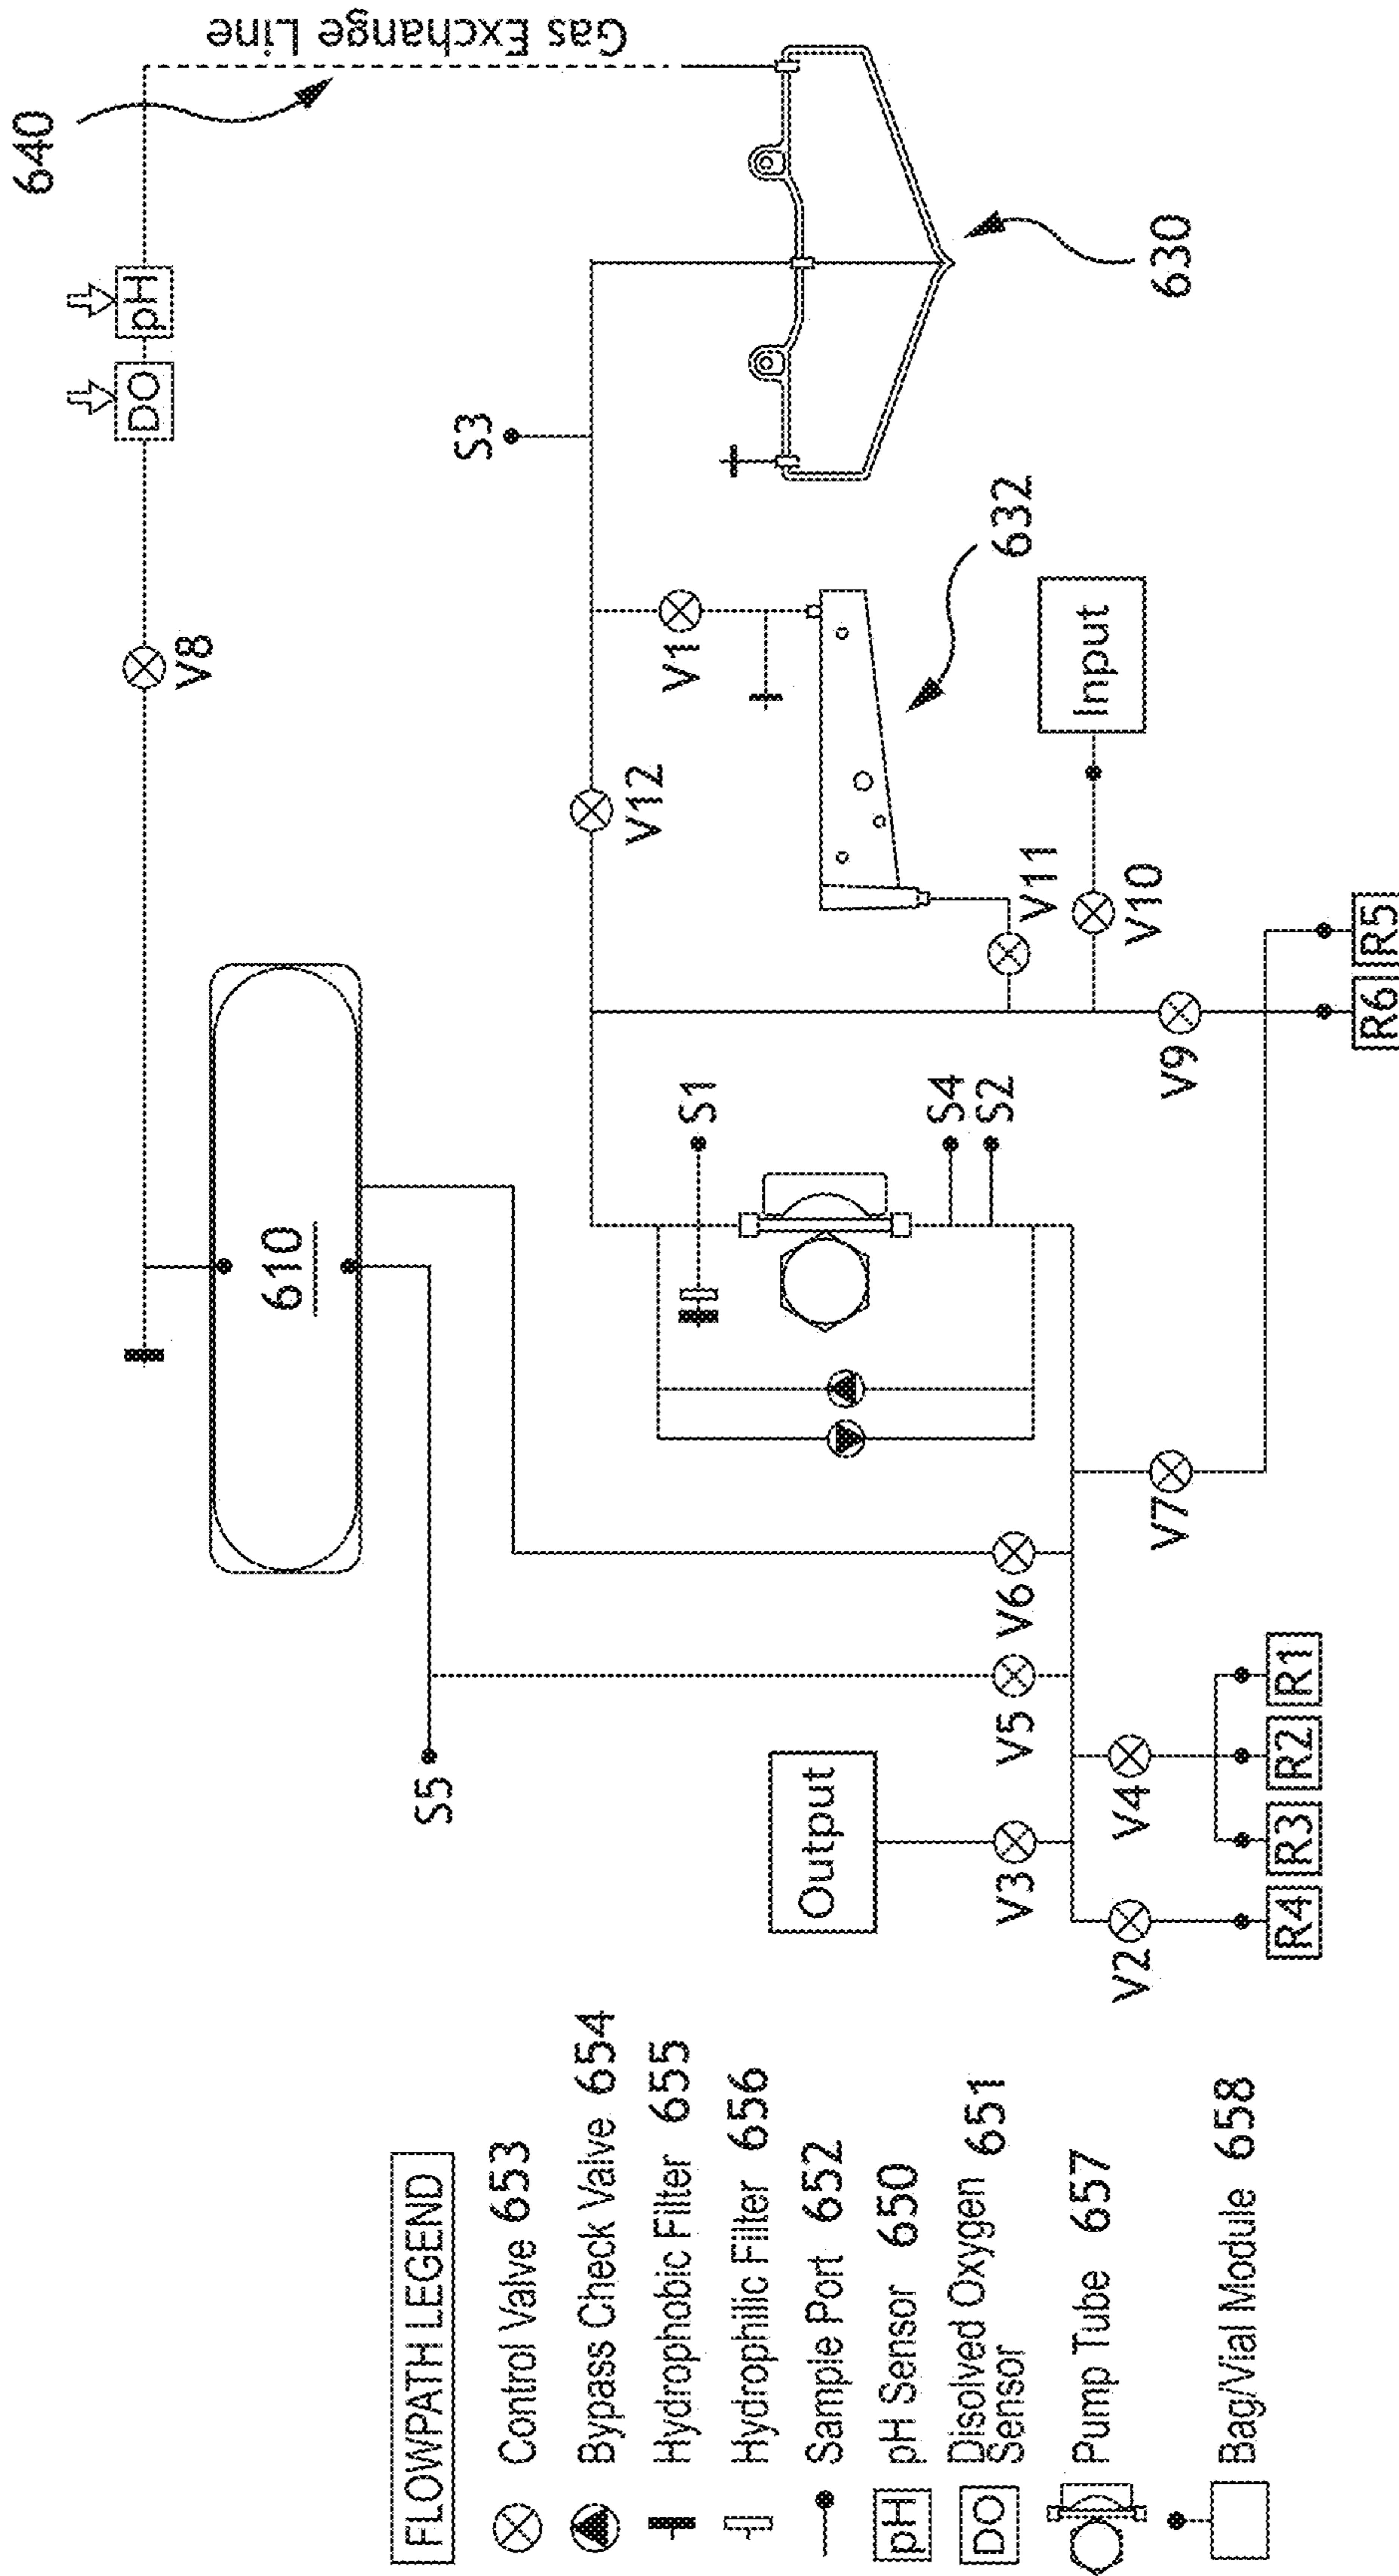 FLOWPATH LEGEND
Control Valve 653
Bypass Check Valve 654
Hydrophobic Filter 655
Hydrophilic Filter 656
Sample Port 652
pH pH Sensor 650
DO Disolved Oxygen 651
Sensor
Pump Tube 657
Bag/Vial Module 658
640
Gas Exchange Line
DO pH
V8
610
S3
S5
V12
V1
632
630
S1
S4
S2
V11
Input
V10
V9
Output
V3
V5
V6
V7
V2
V4
R4 R3 R2 R1
R6 R5